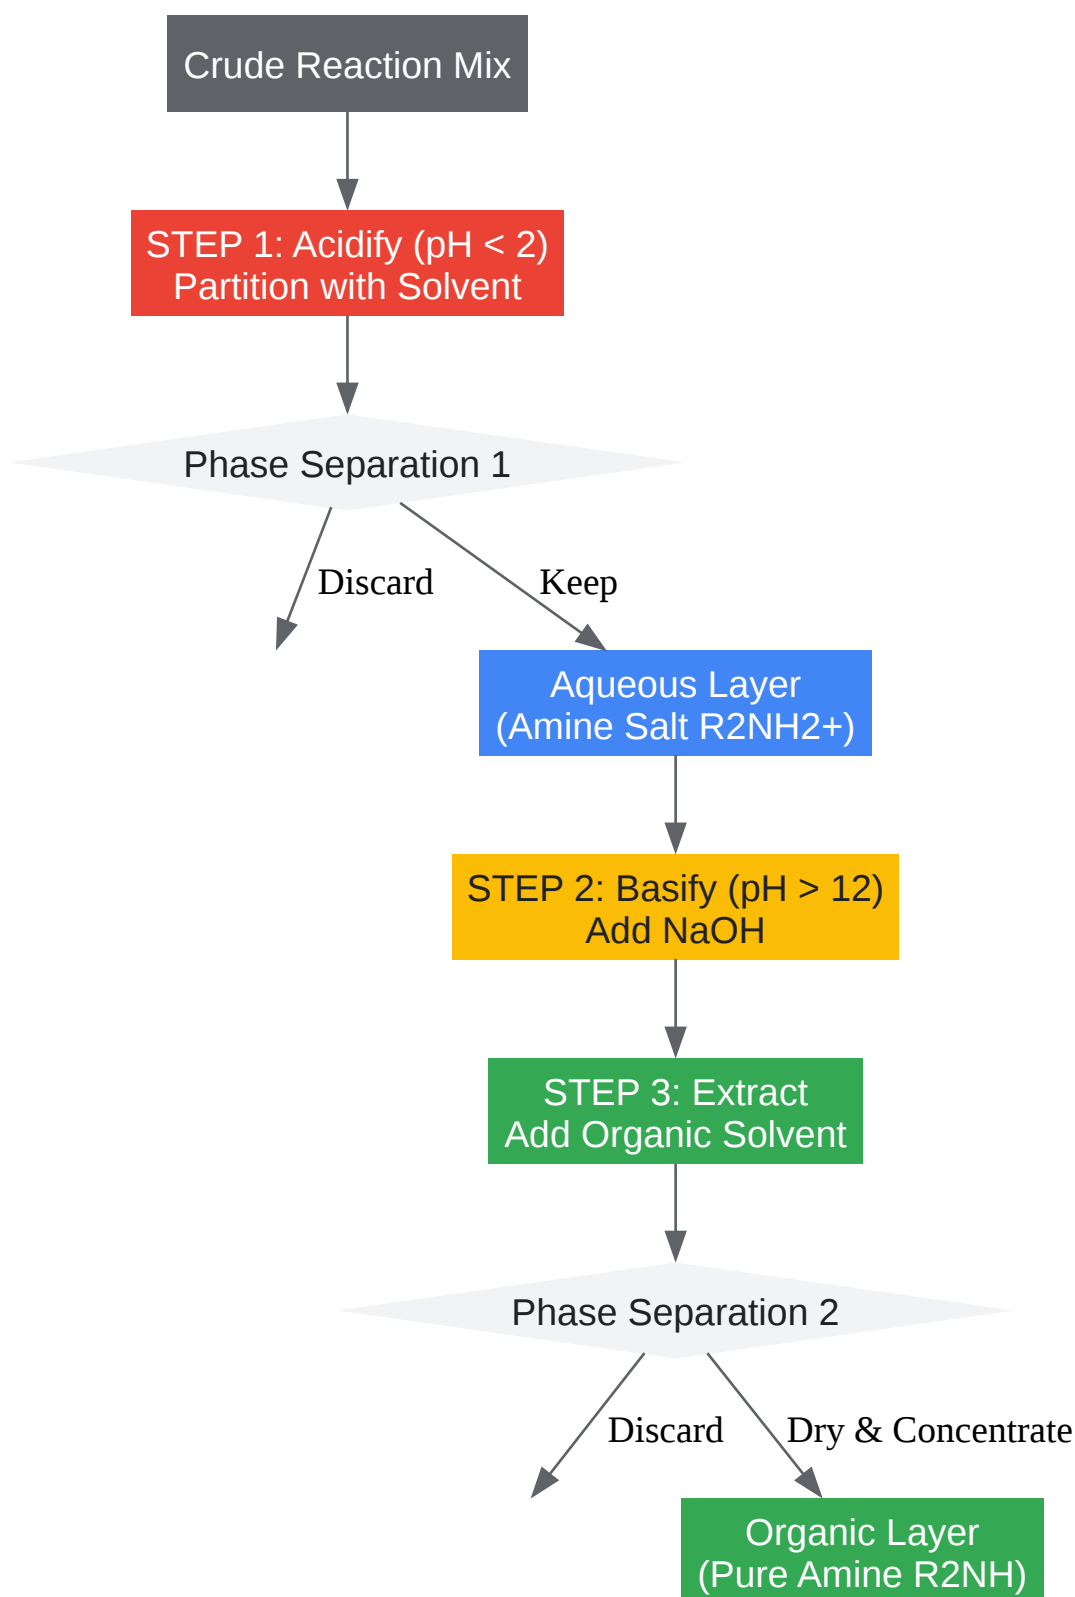 Crude Reaction Mix
STEP 1: Acidify (pH < 2)
Partition with Solvent
Phase Separation 1
Discard
Keep
Aqueous Layer
(Amine Salt R2NH2+)
STEP 2: Basify (pH > 12)
Add NaOH
STEP 3: Extract
Add Organic Solvent
Phase Separation 2
Discard
Dry & Concentrate
Organic Layer
(Pure Amine R2NH)